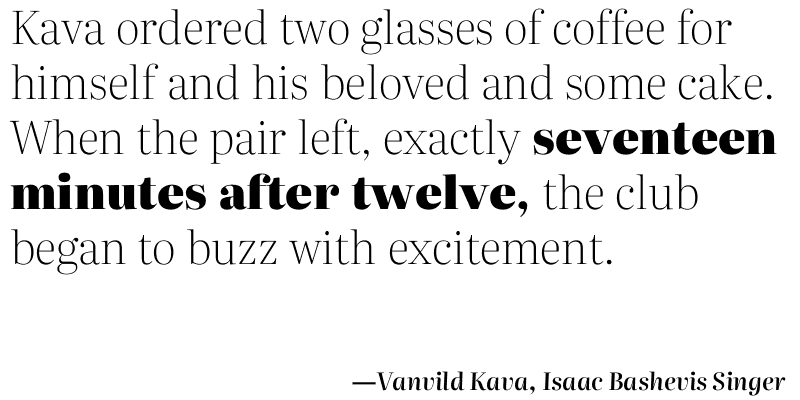 Kava ordered two glasses of coffee for
himself and his beloved and some cake.
When the pair left, exactly seventeen
minutes after twelve, the club
began to buzz with excitement.
—Vanvild Kava, Isaac Bashevis Singer